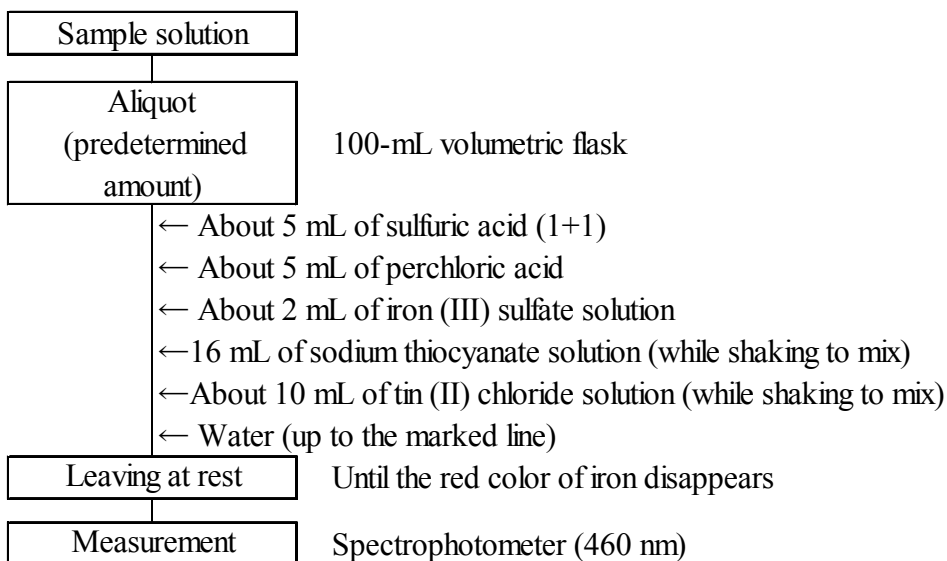 Sample solution
Aliquot
(predetermined
amount)
100-mL volumetric flask
← About 5 mL of sulfuric acid (1+1)
← About 5 mL of perchloric acid
← About 2 mL of iron (III) sulfate solution
←16 mL of sodium thiocyanate solution (while shaking to mix)
←About 10 mL of tin (II) chloride solution (while shaking to mix)
← Water (up to the marked line)
Leaving at rest
Until the red color of iron disappears
Measurement
Spectrophotometer (460 nm)